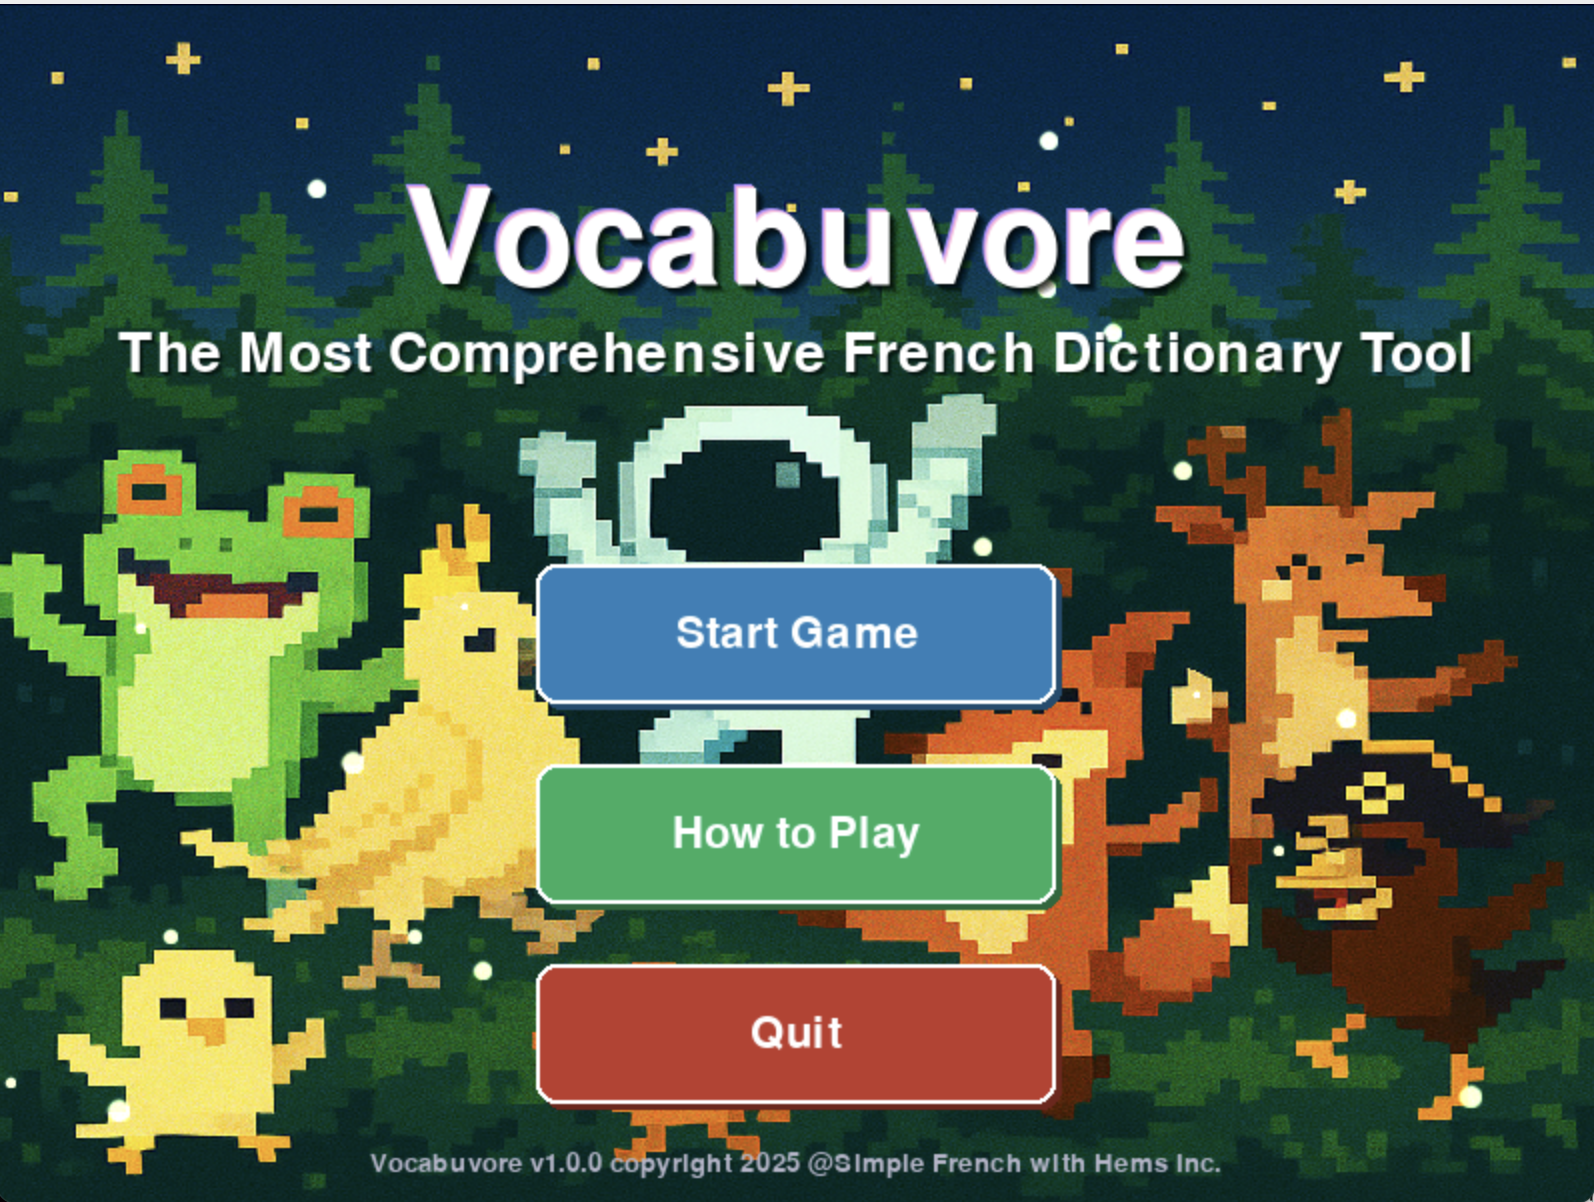 Vocabuvore
The Most Comprehensive French Dictionary Tool
Start Game
How to Play
Quit
Vocabuvore v1.0.0 copyright 2025 @Simple French with Hems Inc.